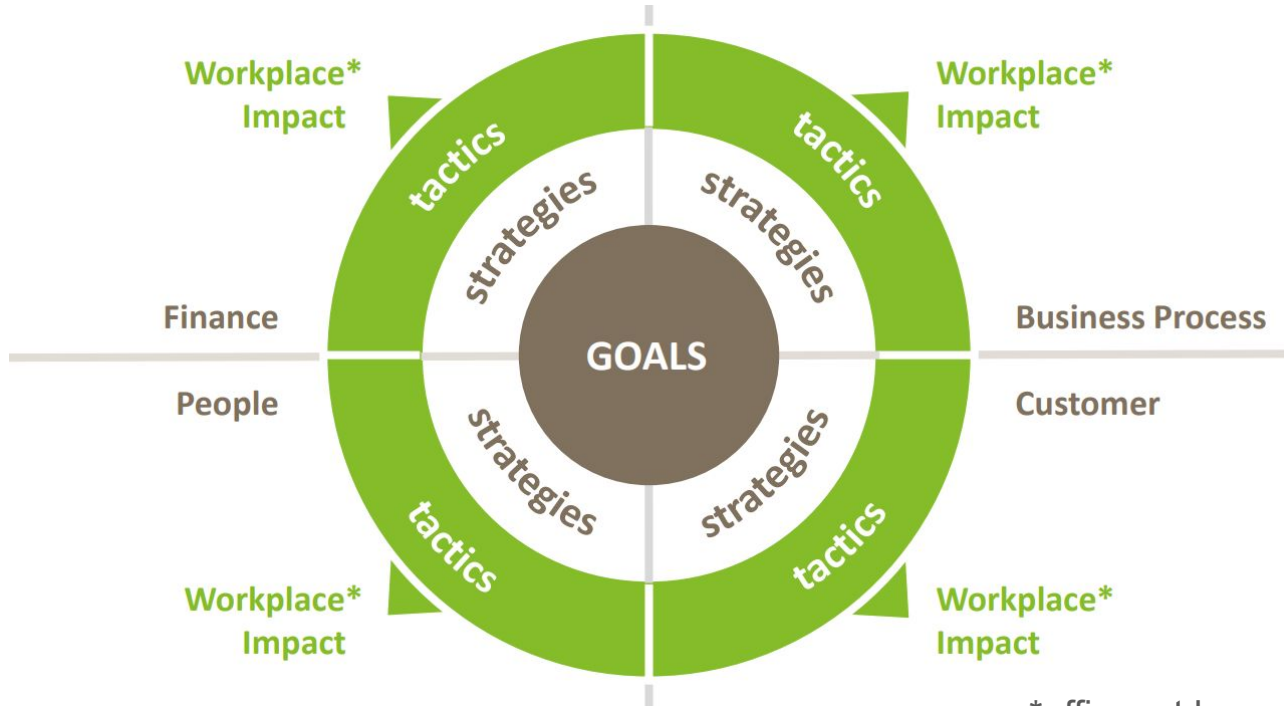 Workplace*
Impact
Workplace*
Impact
tactics
tactics
strategies
strategies
Finance
Business Process
GOALS
People
Customer
strategies
strategies
tactics
tactics
Workplace*
Impact
Workplace*
Impact